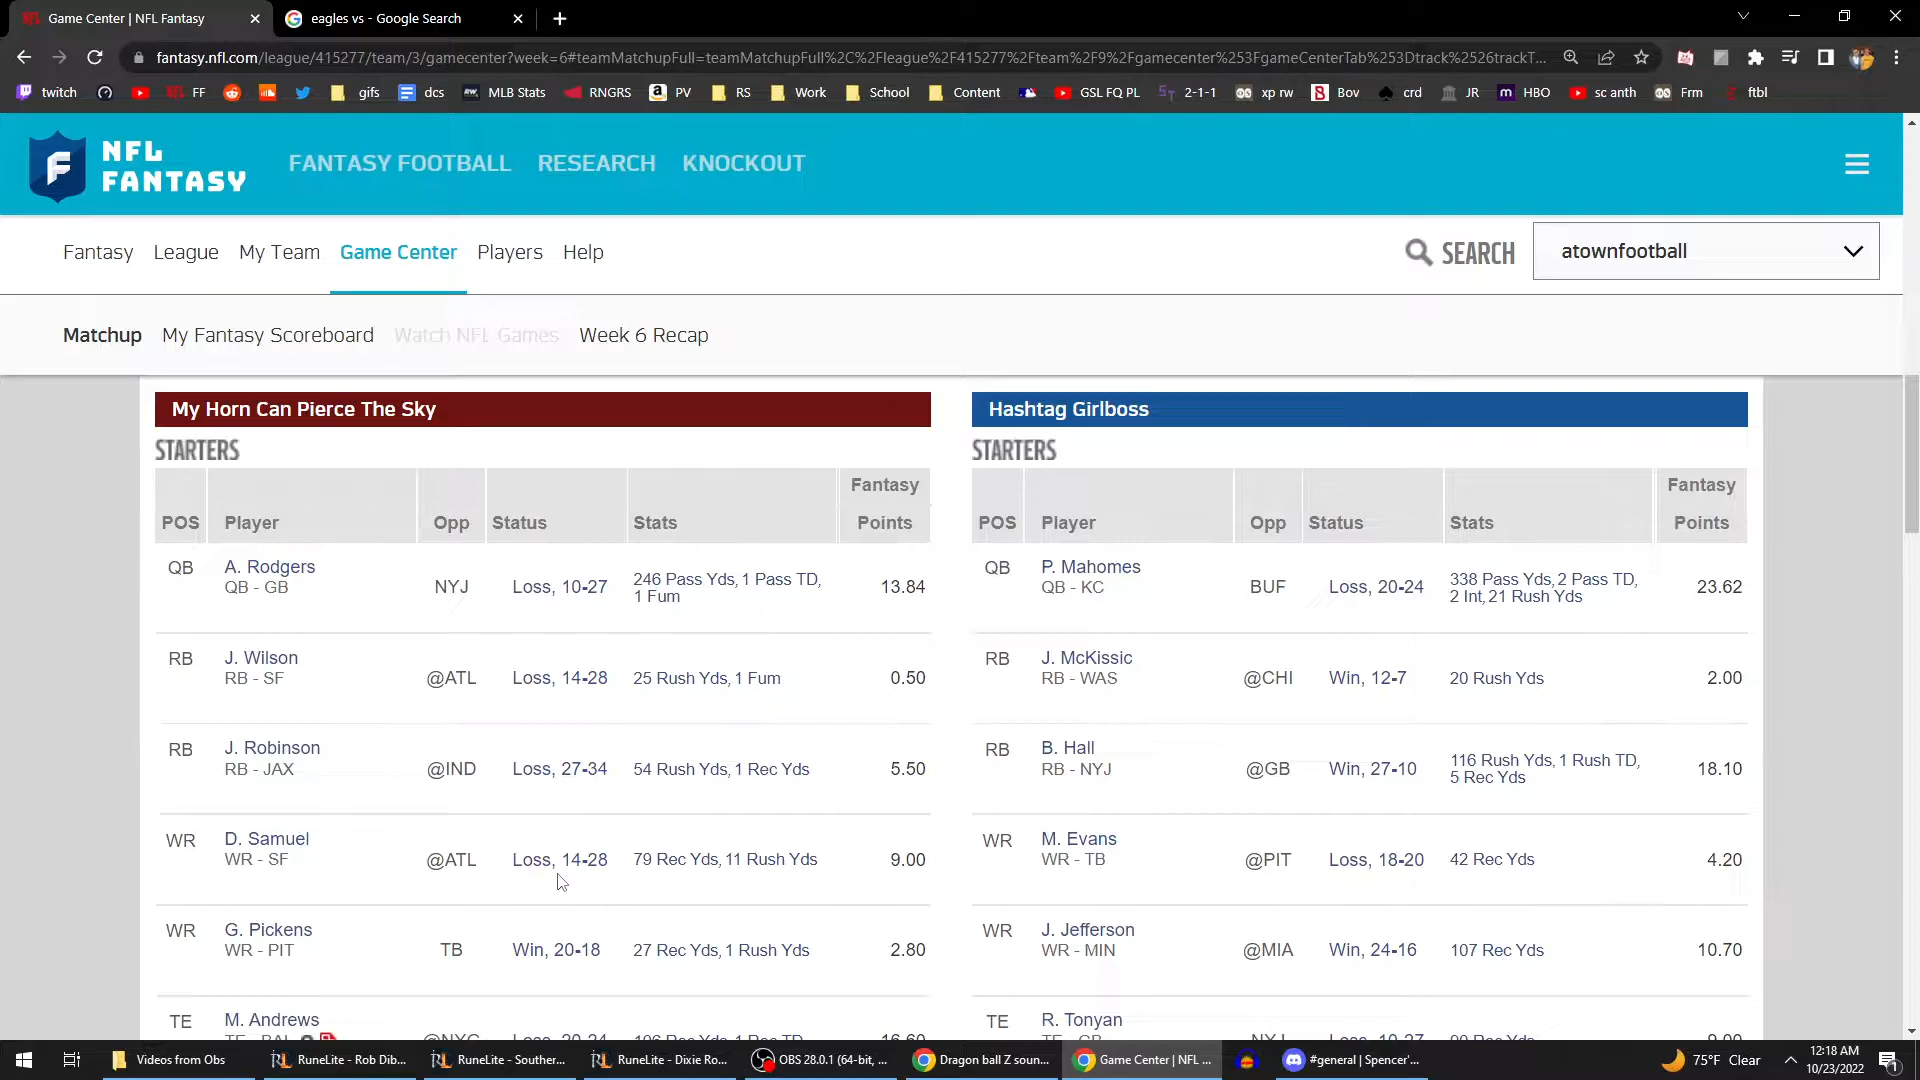 Game Center | NFL Fantasy
eagles vs - Google Search
fantasy.nfl.com/league/415277/team/3/gamecenter?week=6#teamMatchupFull=teamMatchupFull%2C%2Fleague%2F415277%2Fteam%2F9%2Fgamecenter%253FgameCenterTab%253Dtrack%2526trackT...
twitch FF gifs dcs MLB Stats RNGRS PV RS Work School Content GSL FQ PL 2-1-1 xp rw Bov crd JR HBO sc anth Frm ftbl
NFL FANTASY
FANTASY FOOTBALL RESEARCH KNOCKOUT
Fantasy League My Team Game Center Players Help
SEARCH
atownfootball
Matchup My Fantasy Scoreboard Watch NFL Games Week 6 Recap
My Horn Can Pierce The Sky
STARTERS
POS Player Opp Status Stats Fantasy Points
QB A. Rodgers NYJ Loss, 10-27 246 Pass Yds, 1 Pass TD, 13.84
QB - GB 1 Fum
RB J. Wilson @ATL Loss, 14-28 25 Rush Yds, 1 Fum 0.50
RB - SF
RB J. Robinson @IND Loss, 27-34 54 Rush Yds, 1 Rec Yds 5.50
RB - JAX
WR D. Samuel @ATL Loss, 14-28 79 Rec Yds, 11 Rush Yds 9.00
WR - SF
WR G. Pickens TB Win, 20-18 27 Rec Yds, 1 Rush Yds 2.80
WR - PIT
TE M. Andrews
Hashtag Girlboss
STARTERS
POS Player Opp Status Stats Fantasy Points
QB P. Mahomes BUF Loss, 20-24 338 Pass Yds, 2 Pass TD, 23.62
QB - KC 2 Int, 21 Rush Yds
RB J. McKissic @CHI Win, 12-7 20 Rush Yds 2.00
RB - WAS
RB B. Hall @GB Win, 27-10 116 Rush Yds, 1 Rush TD, 18.10
RB - NYJ 5 Rec Yds
WR M. Evans @PIT Loss, 18-20 42 Rec Yds 4.20
WR - TB
WR J. Jefferson @MIA Win, 24-16 107 Rec Yds 10.70
WR - MIN
TE R. Tonyan
Videos from Obs
RuneLite - Rob Dib...
RuneLite - Souther...
RuneLite - Dixie Ro...
OBS 28.0.1 (64-bit, ...
Dragon ball Z soun...
Game Center | NFL ...
#general | Spencer'...
75°F Clear
12:18 AM
10/23/2022
1